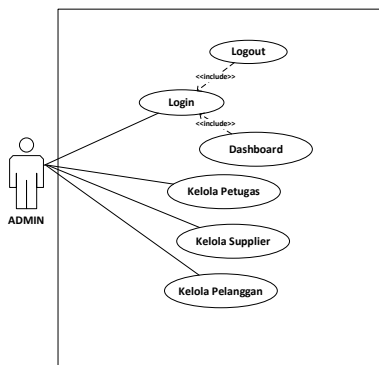 Logout
<<include>>
Login
<<include>>
Dashboard
ADMIN
Kelola Petugas
Kelola Supplier
Kelola Pelanggan